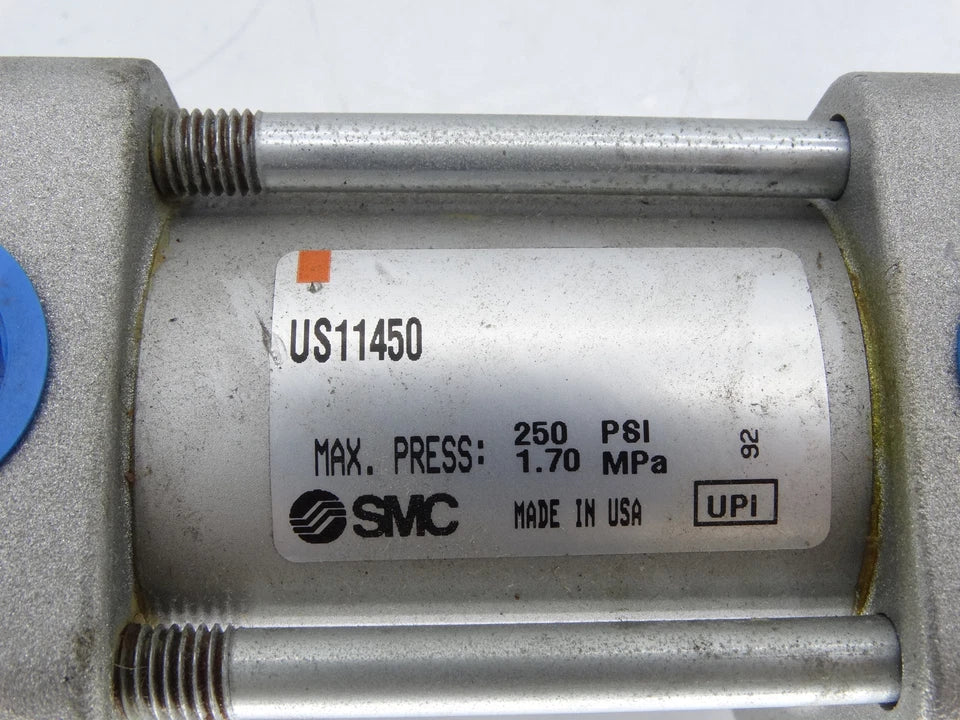 US11450
MAX. PRESS: 250 PSI
1.70 MPa
92
SMC MADE IN USA UPI